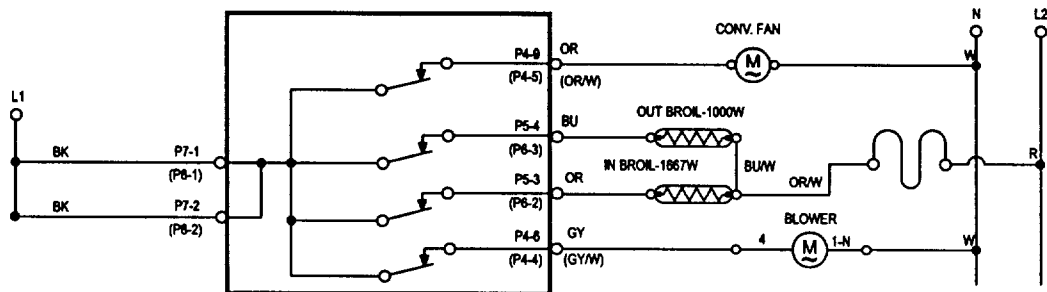 N
L2
CONV. FAN
P4-9
OR
W
(P4-5)
(OR/W)
M
L1
P5-4
BU
OUT BROIL-1000W
(P6-3)
BK
P7-1
IN BROIL-1667W
BU/W
R
(P6-1)
P5-3
OR
OR/W
(P6-2)
BK
P7-2
BLOWER
(P6-2)
P4-6
GY
4
M
1-N
W
(P4-4)
(GY/W)